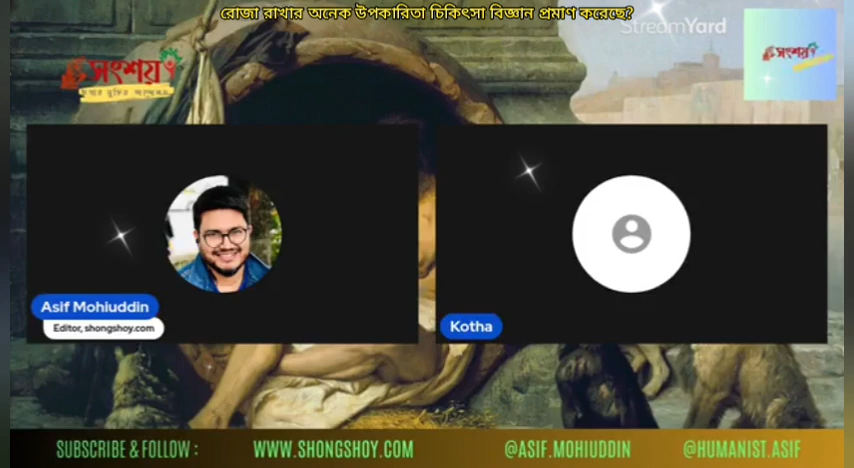 রোজা রাখার অনেক উপকারিতা চিকিৎসা বিজ্ঞান প্রমাণ করেছে?
StreamYard
সংশয়
সংশয়
Asif Mohiuddin
Editor, shongshoy.com
Kotha
SUBSCRIBE & FOLLOW :
WWW.SHONGSHOY.COM
@ASIF.MOHIUDDIN
@HUMANIST.ASIF